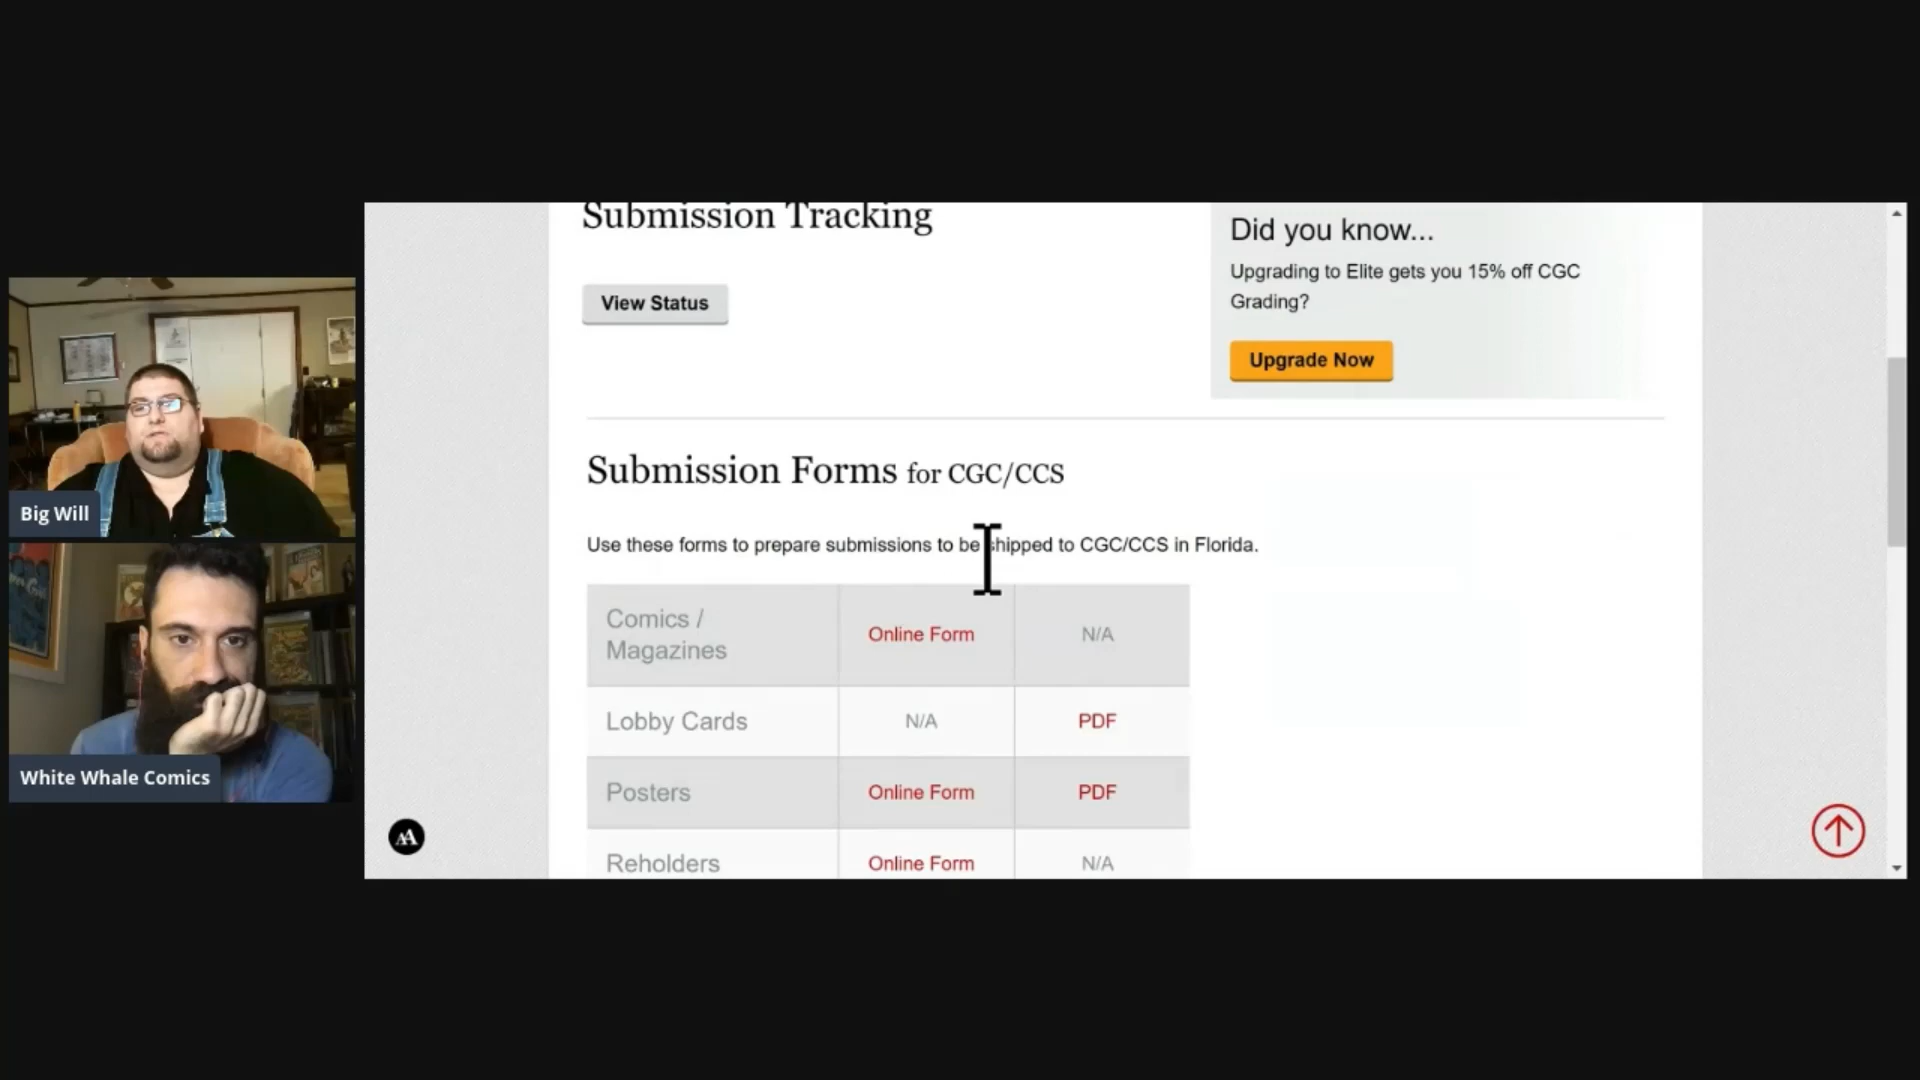 Submission Tracking
View Status
Did you know...
Upgrading to Elite gets you 15% off CGC
Grading?
Upgrade Now
Submission Forms for CGC/CCS
Use these forms to prepare submissions to be shipped to CGC/CCS in Florida.
Comics / Magazines
Online Form
N/A
Lobby Cards
N/A
PDF
Posters
Online Form
PDF
Reholders
Online Form
N/A
Big Will
White Whale Comics
AA